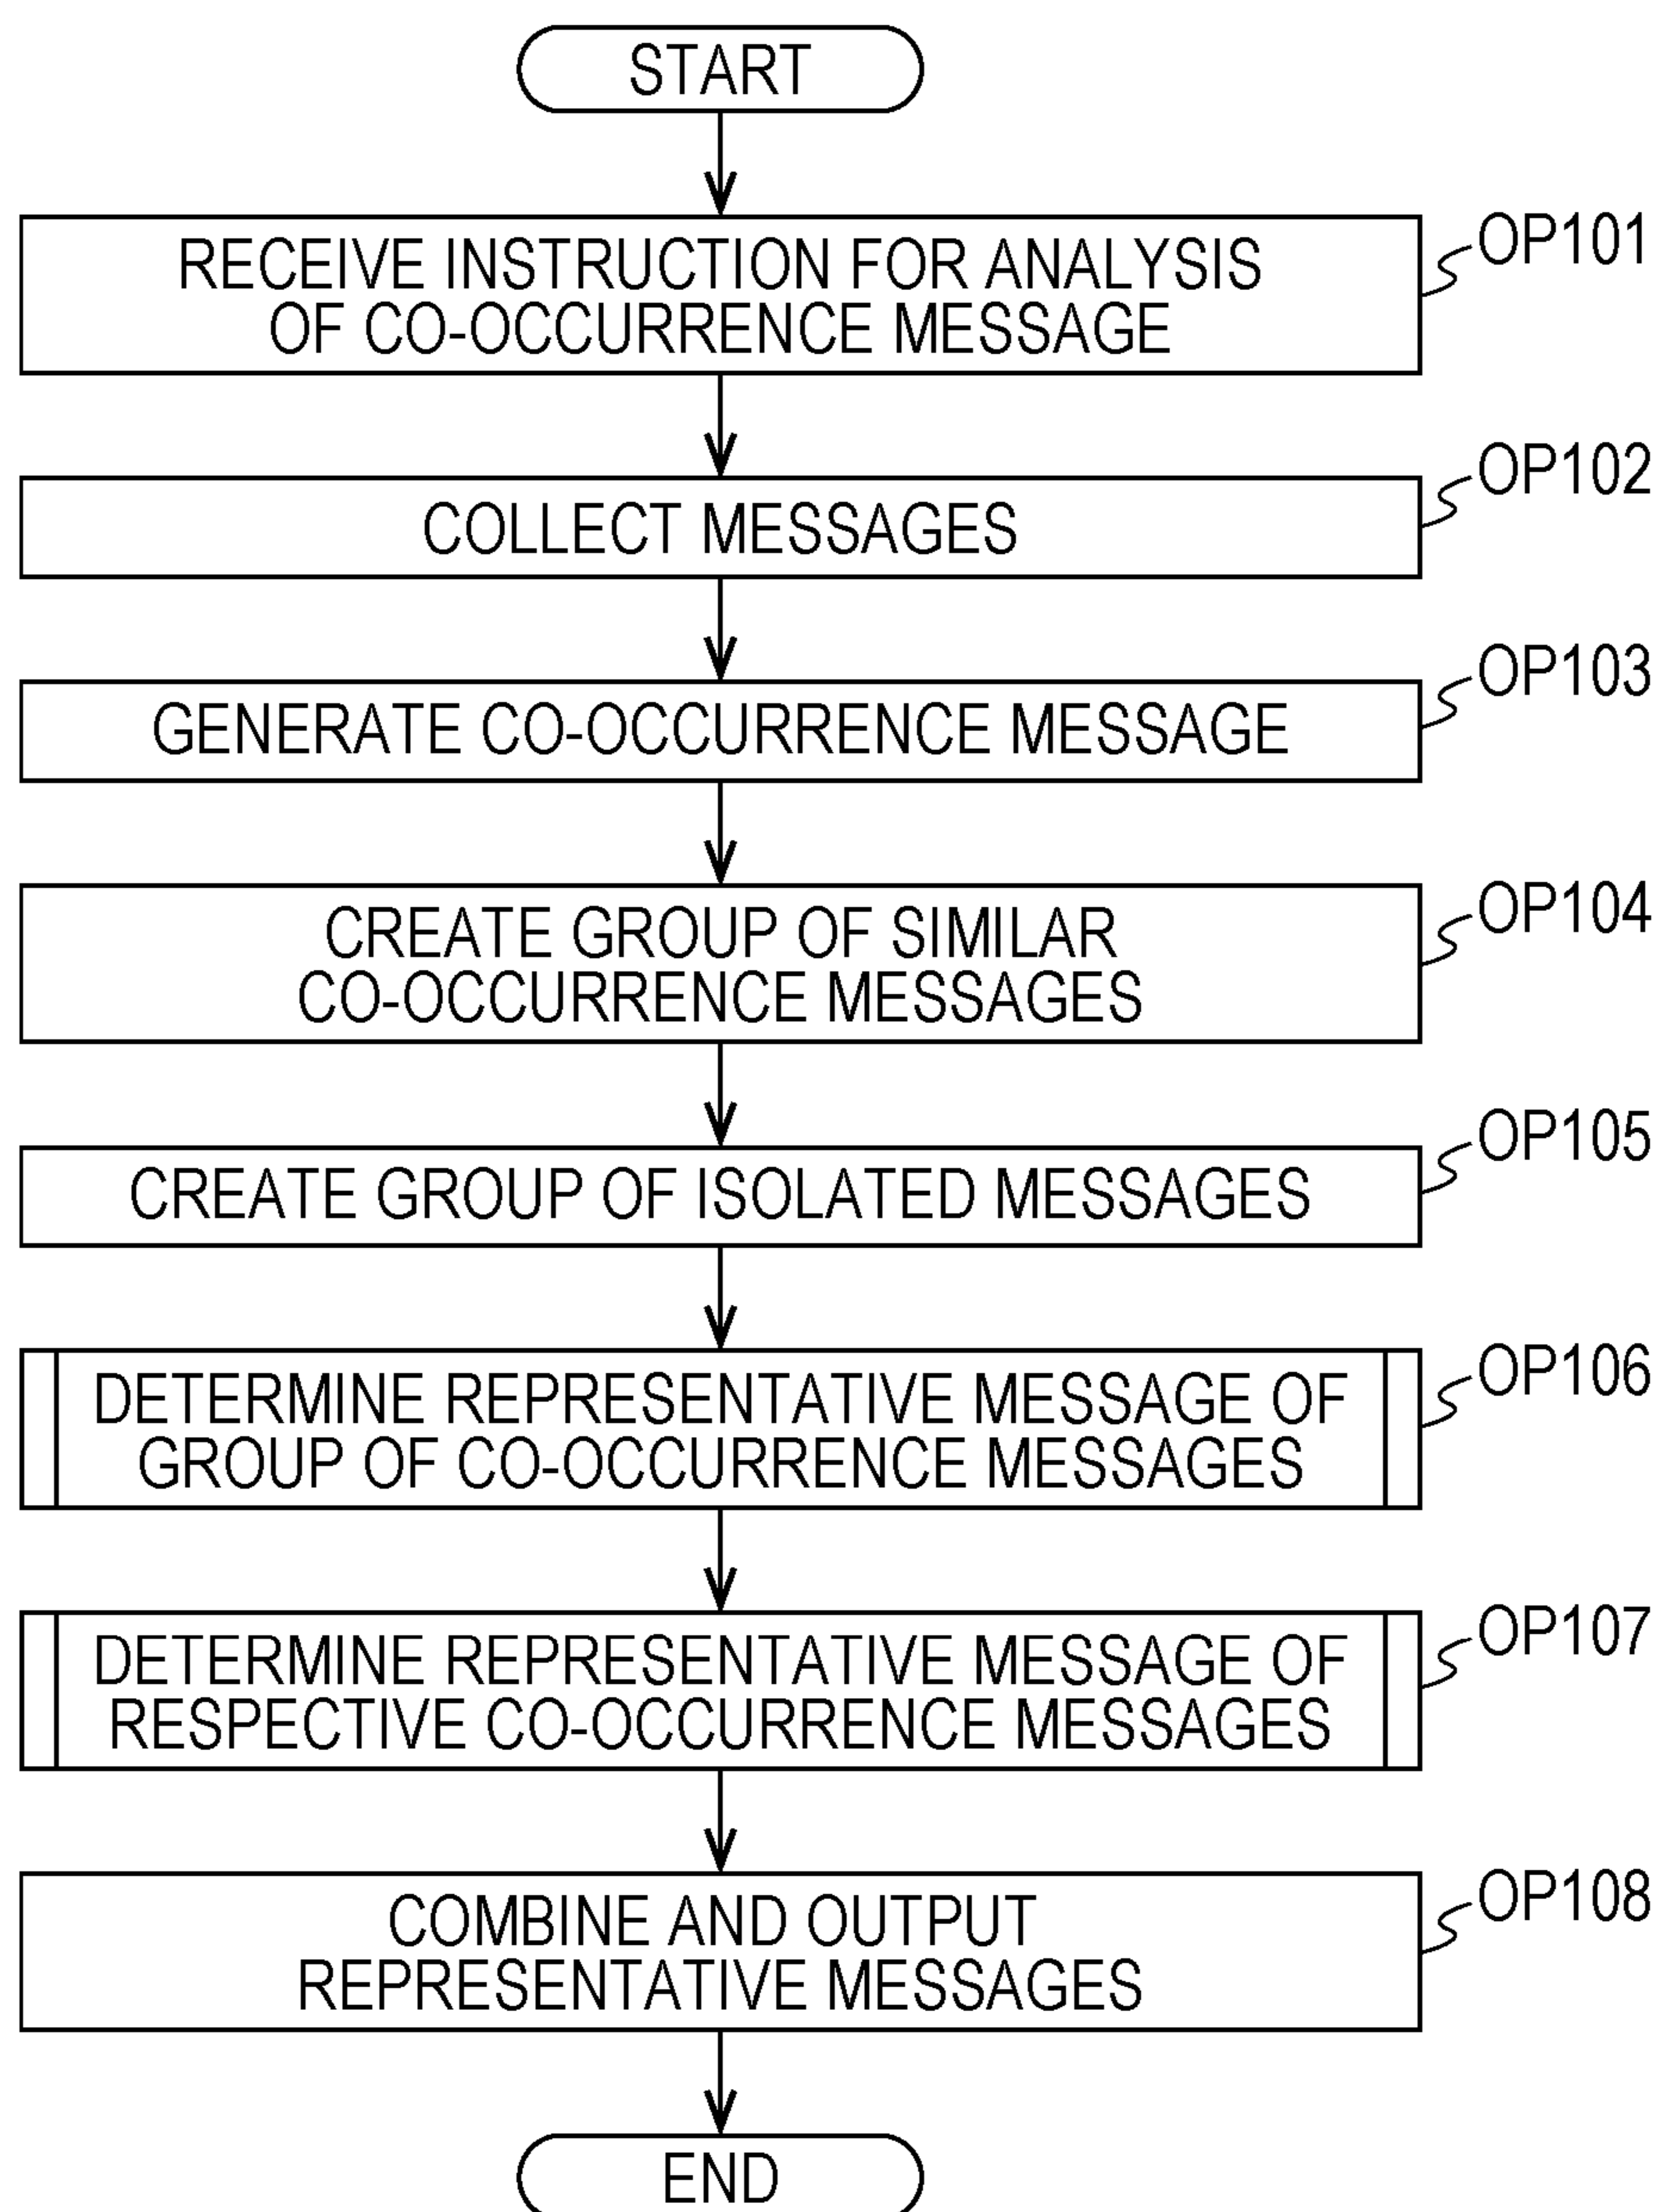 START
RECEIVE INSTRUCTION FOR ANALYSIS
OF CO-OCCURRENCE MESSAGE
OP101
COLLECT MESSAGES
OP102
GENERATE CO-OCCURRENCE MESSAGE
OP103
CREATE GROUP OF SIMILAR
CO-OCCURRENCE MESSAGES
OP104
CREATE GROUP OF ISOLATED MESSAGES
OP105
DETERMINE REPRESENTATIVE MESSAGE OF
GROUP OF CO-OCCURRENCE MESSAGES
OP106
DETERMINE REPRESENTATIVE MESSAGE OF
RESPECTIVE CO-OCCURRENCE MESSAGES
OP107
COMBINE AND OUTPUT
REPRESENTATIVE MESSAGES
OP108
END